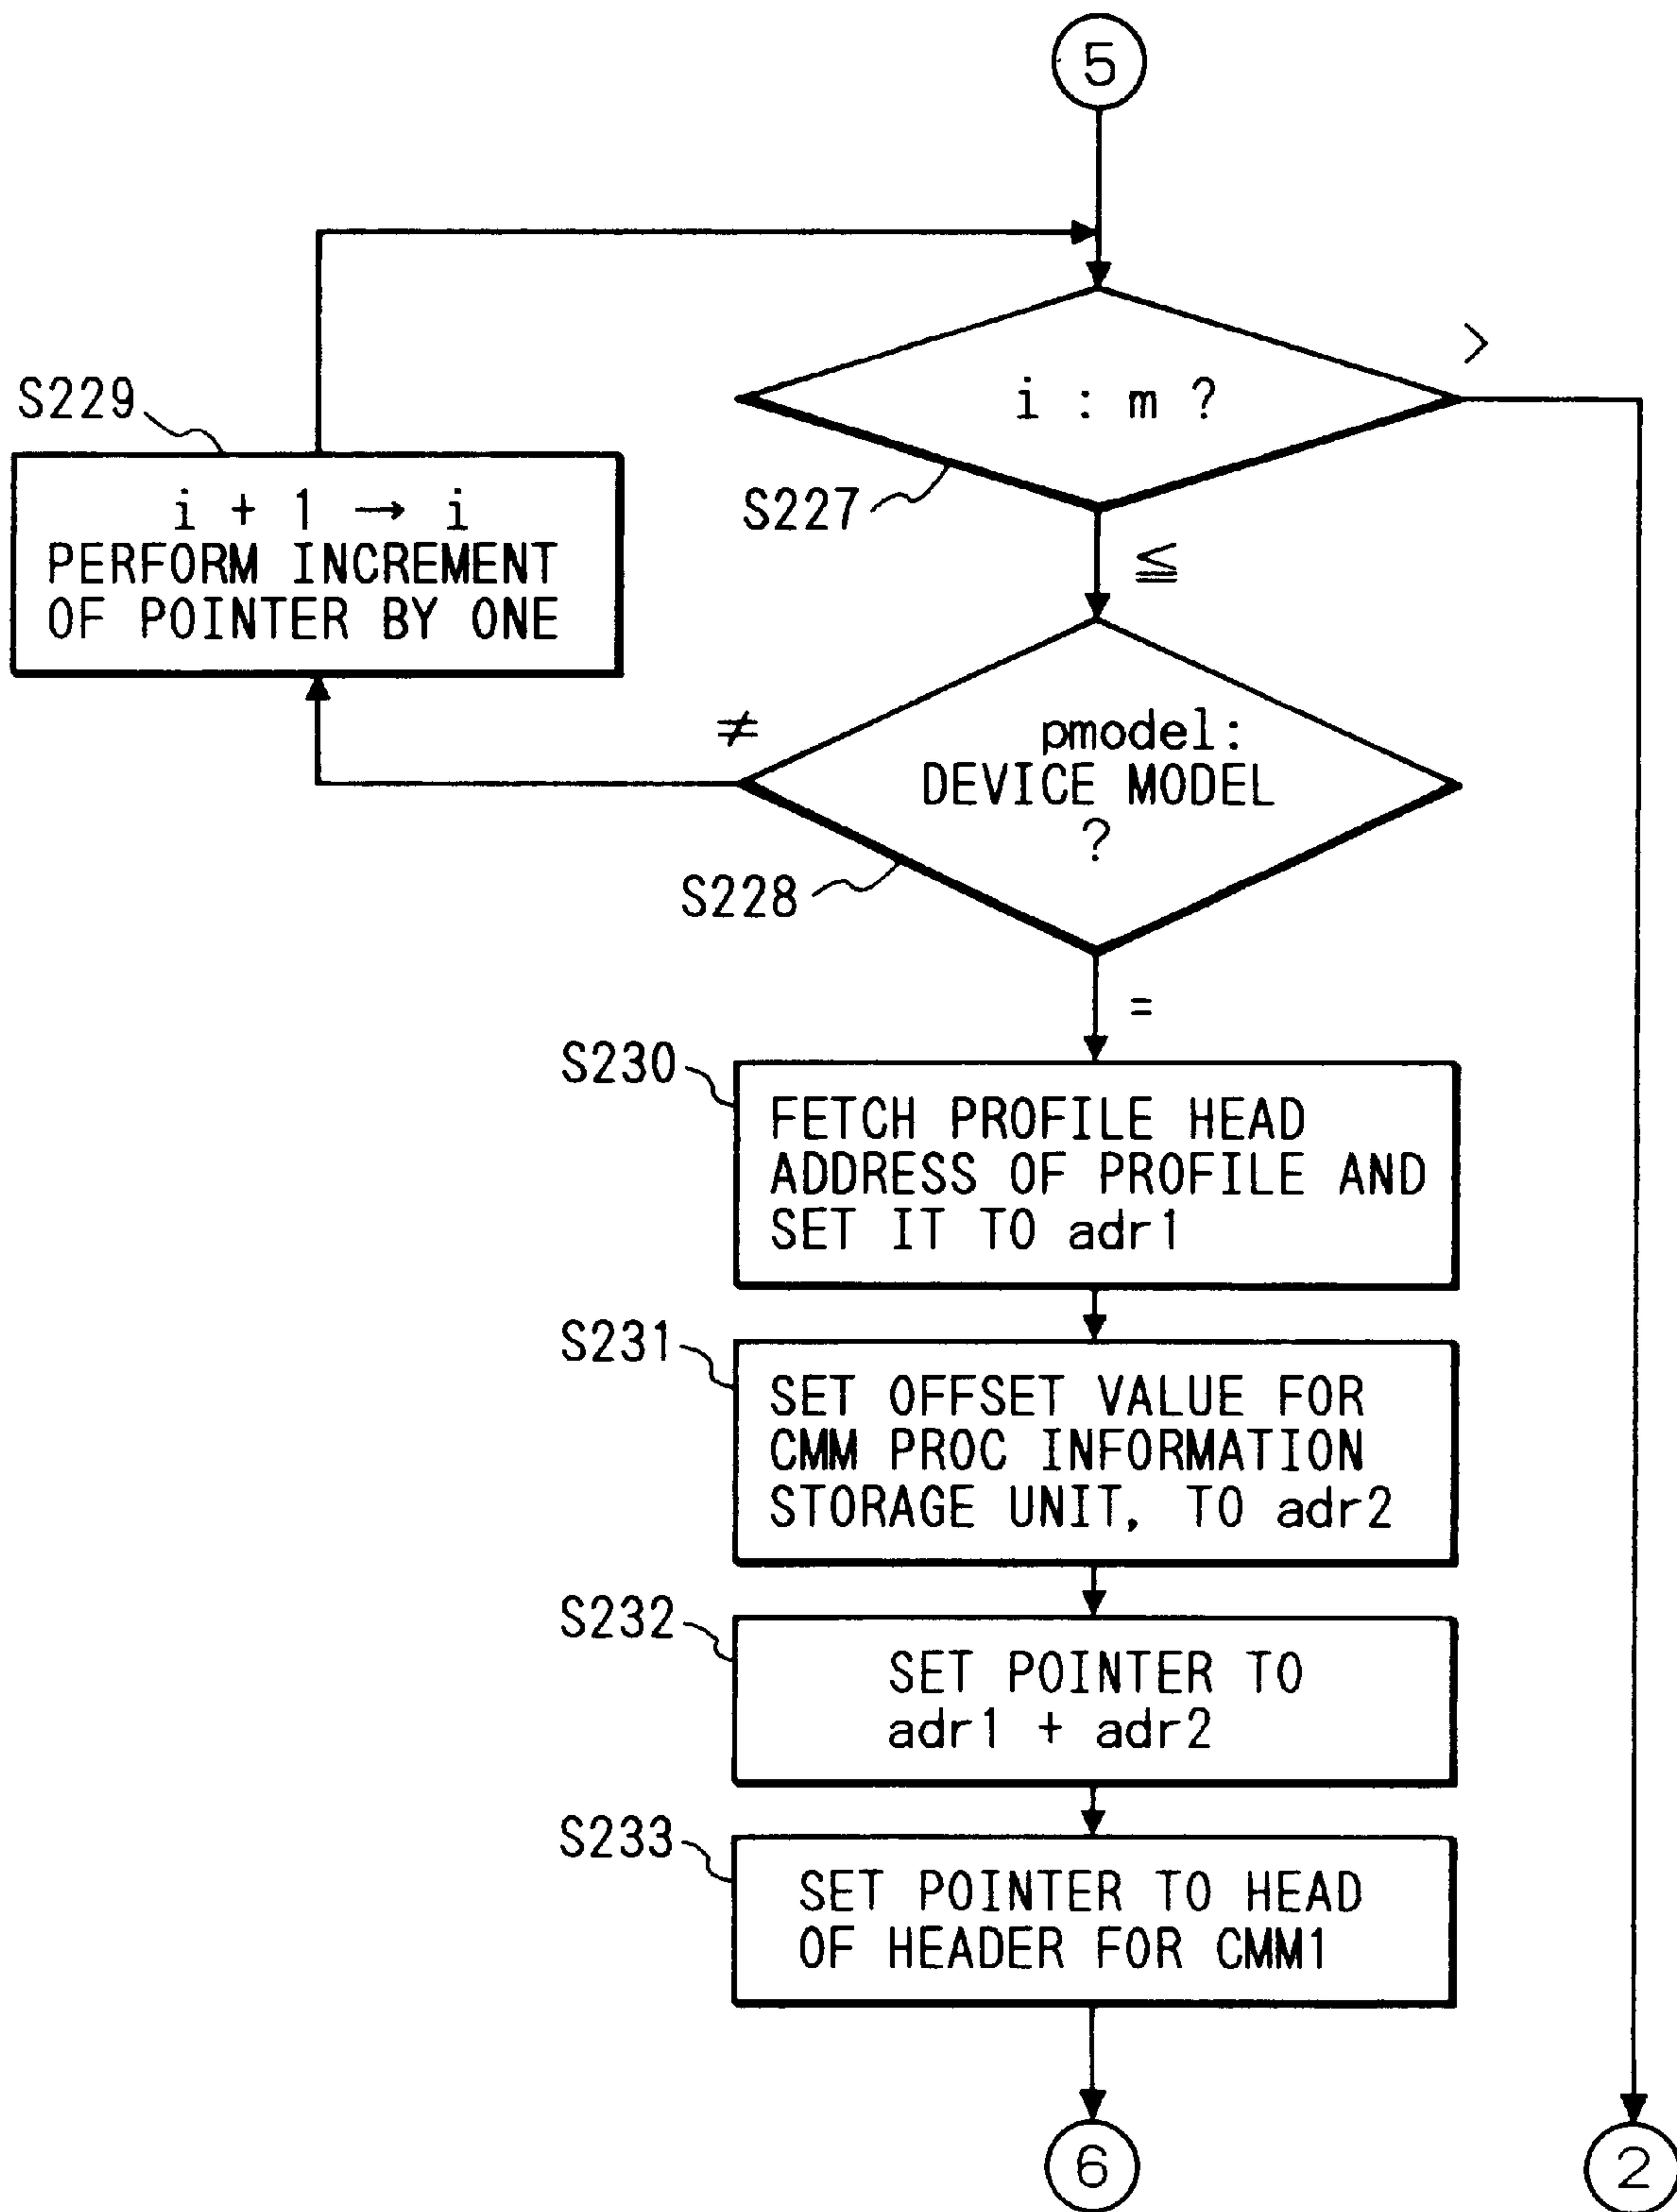 5
>
i : m ?
S229
S227
i + 1 → i
PERFORM INCREMENT
OF POINTER BY ONE
≦
≠
pmodel:
DEVICE MODEL
?
S228
=
S230
FETCH PROFILE HEAD
ADDRESS OF PROFILE AND
SET IT TO adr1
S231
SET OFFSET VALUE FOR
CMM PROC INFORMATION
STORAGE UNIT, TO adr2
S232
SET POINTER TO
adr1 + adr2
S233
SET POINTER TO HEAD
OF HEADER FOR CMM1
6
2